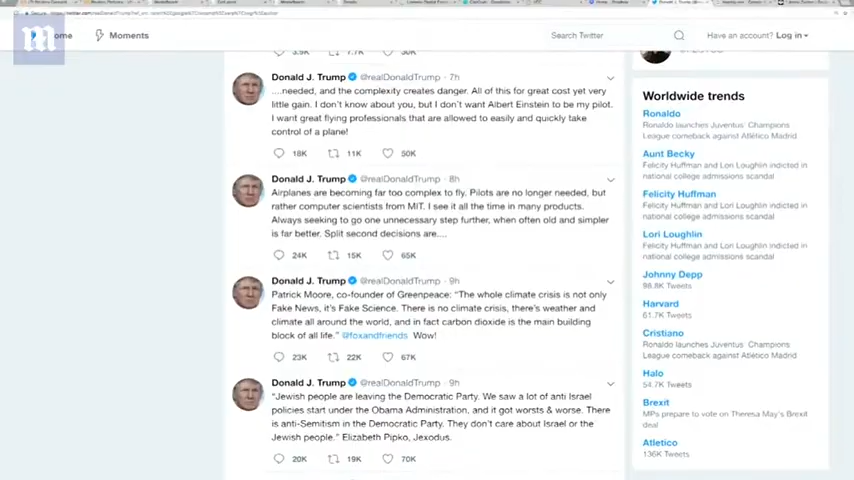 Home
Moments
Search Twitter
Have an account? Log in
3.9K 7.7K 30K
Donald J. Trump @realDonaldTrump · 7h
....needed, and the complexity creates danger. All of this for great cost yet very
little gain. I don't know about you, but I don't want Albert Einstein to be my pilot.
I want great flying professionals that are allowed to easily and quickly take
control of a plane!
18K 11K 50K
Donald J. Trump @realDonaldTrump · 8h
Airplanes are becoming far too complex to fly. Pilots are no longer needed, but
rather computer scientists from MIT. I see it all the time in many products.
Always seeking to go one unnecessary step further, when often old and simpler
is far better. Split second decisions are....
24K 15K 65K
Donald J. Trump @realDonaldTrump · 9h
Patrick Moore, co-founder of Greenpeace: “The whole climate crisis is not only
Fake News, it's Fake Science. There is no climate crisis, there's weather and
climate all around the world, and in fact carbon dioxide is the main building
block of all life.” @foxandfriends Wow!
23K 22K 67K
Donald J. Trump @realDonaldTrump · 9h
“Jewish people are leaving the Democratic Party. We saw a lot of anti Israel
policies start under the Obama Administration, and it got worsts & worse. There
is anti-Semitism in the Democratic Party. They don't care about Israel or the
Jewish people.” Elizabeth Pipko, Jexodus.
20K 19K 70K
Worldwide trends
Ronaldo
Ronaldo launches Juventus' Champions
League comeback against Atlético Madrid
Aunt Becky
Felicity Huffman and Lori Loughlin indicted in
national college admissions scandal
Felicity Huffman
Felicity Huffman and Lori Loughlin indicted in
national college admissions scandal
Lori Loughlin
Felicity Huffman and Lori Loughlin indicted in
national college admissions scandal
Johnny Depp
98.8K Tweets
Harvard
61.7K Tweets
Cristiano
Ronaldo launches Juventus' Champions
League comeback against Atlético Madrid
Halo
54.7K Tweets
Brexit
MPs prepare to vote on Theresa May's Brexit
deal
Atletico
136K Tweets